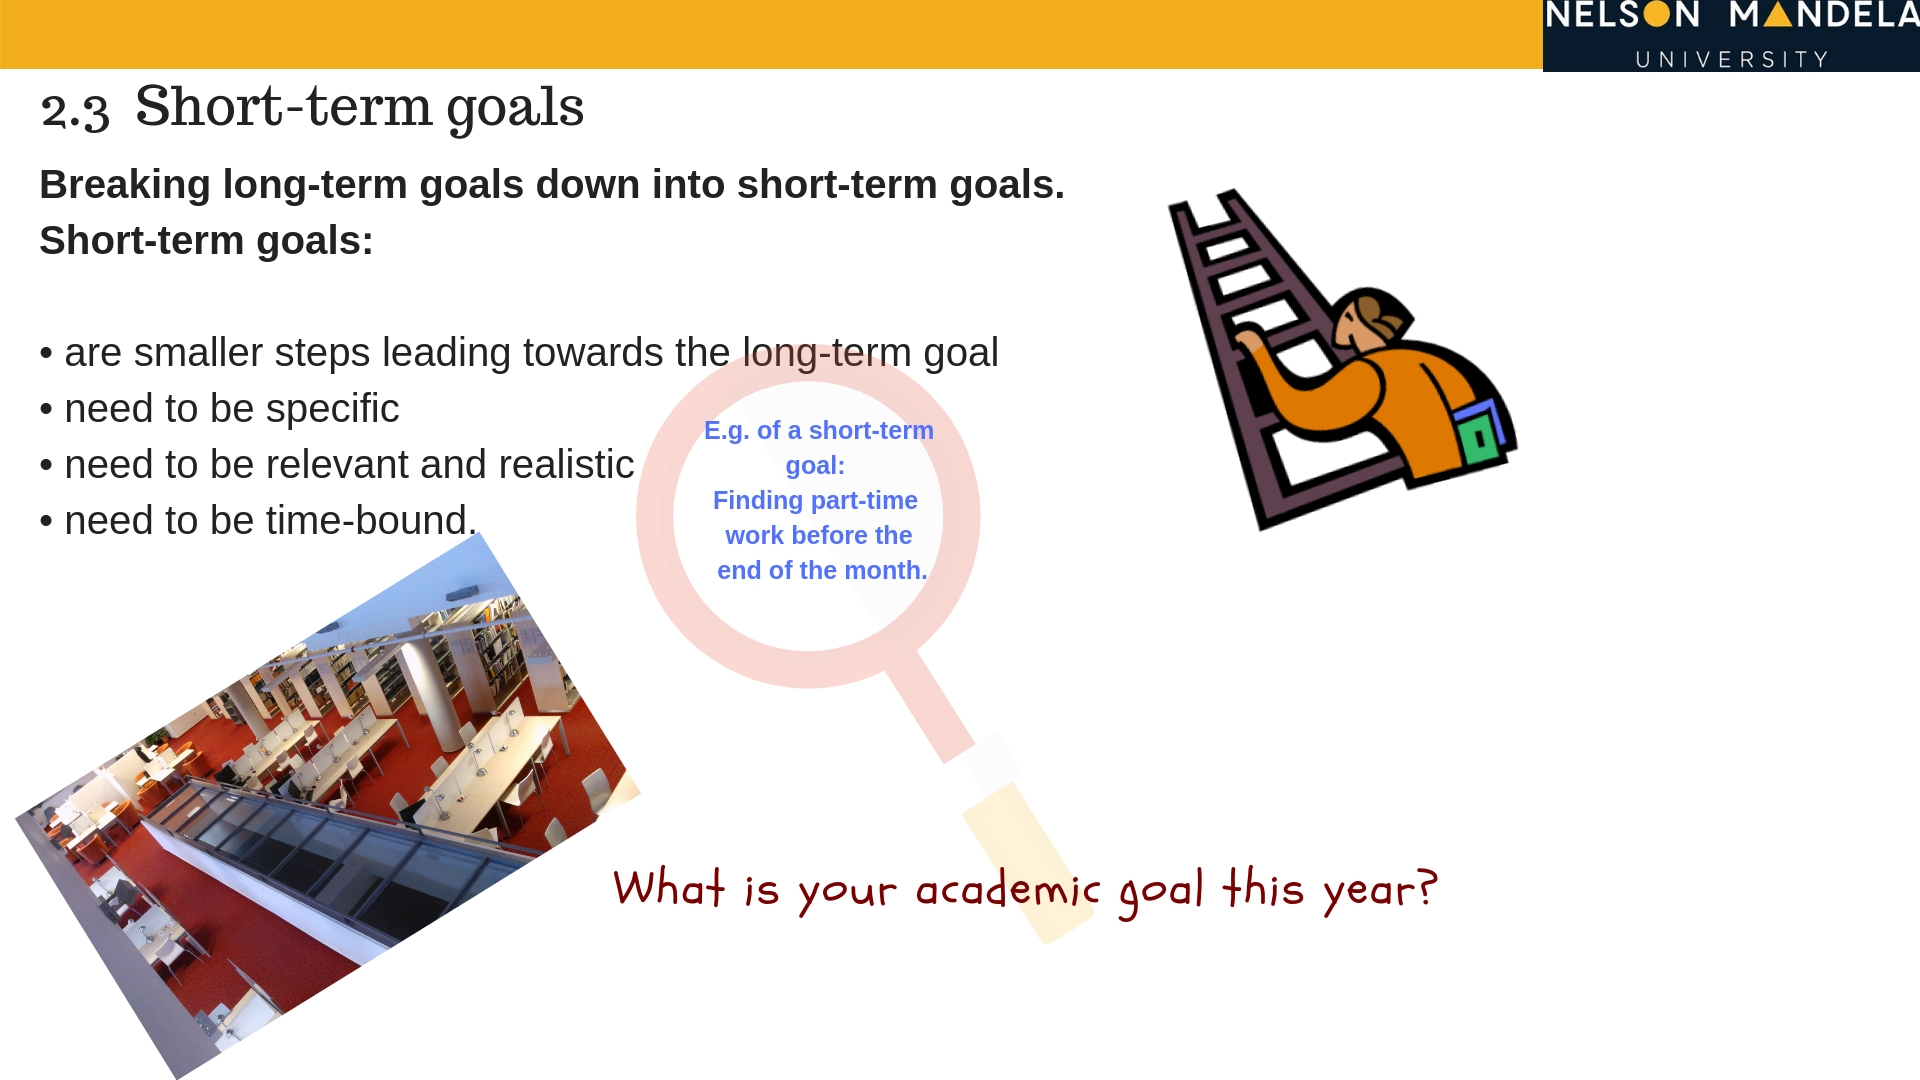 NELSON MANDELA
UNIVERSITY
2.3 Short-term goals
Breaking long-term goals down into short-term goals.
Short-term goals:
• are smaller steps leading towards the long-term goal
• need to be specific
• need to be relevant and realistic
• need to be time-bound.
E.g. of a short-term
goal:
Finding part-time
work before the
end of the month.
What is your academic goal this year?